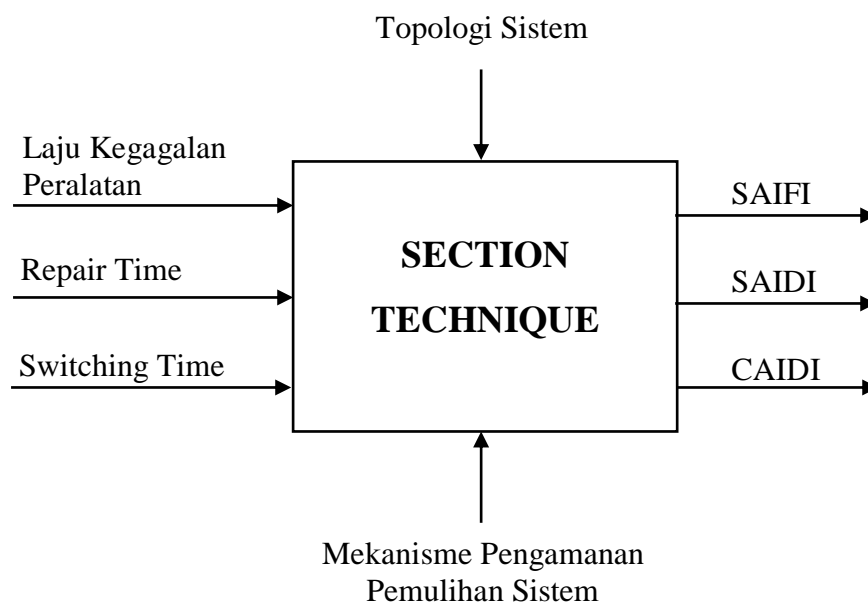 Topologi Sistem
Laju Kegagalan
Peralatan
Repair Time
Switching Time
SECTION
TECHNIQUE
SAIFI
SAIDI
CAIDI
Mekanisme Pengamanan
Pemulihan Sistem